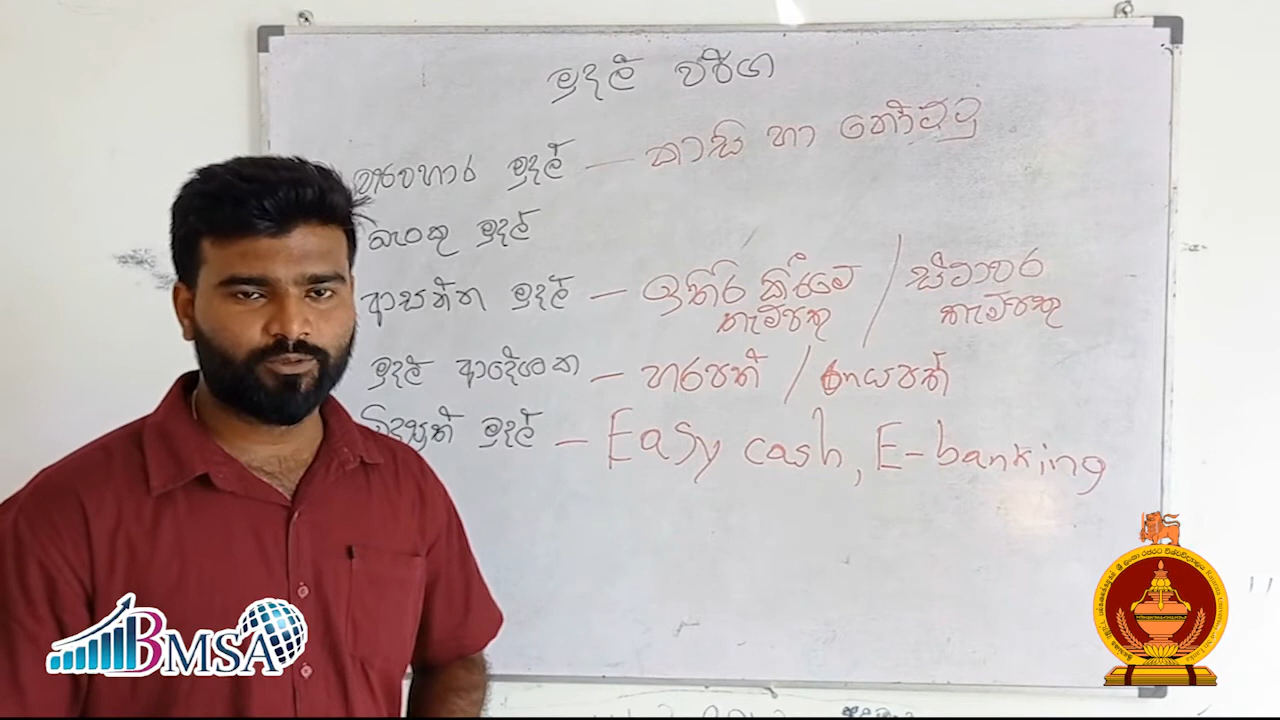 මුදල් වර්ග
ව්‍යවහාර මුදල් – කාසි හා නෝට්ටු
බැංකු මුදල්
ආසන්න මුදල් – ඉතිරි කිරීමේ තැම්පතු / ස්ථාවර තැම්පතු
මුදල් ආදේශක – හරපත් / ණයපත්
විද්‍යුත් මුදල් – Easy cash, E-banking
BMSA